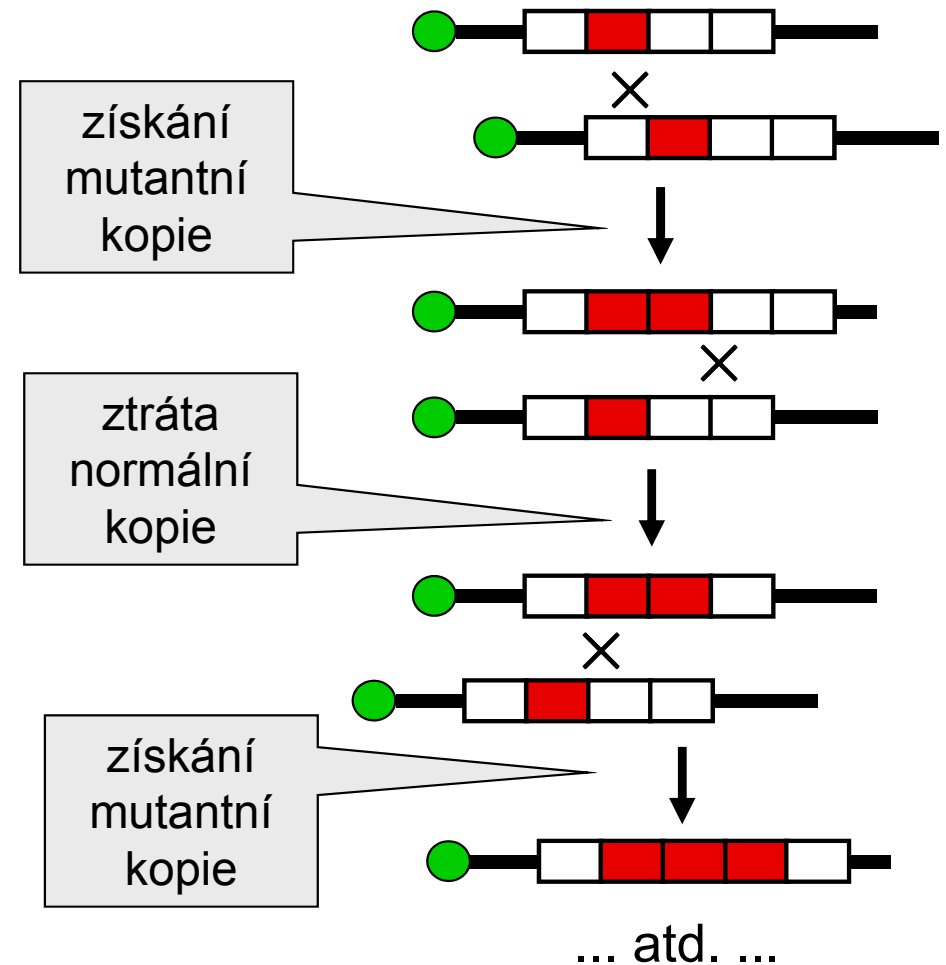 získání
mutantní
kopie
ztráta
normální
kopie
získání
mutantní
kopie
... atd. ...